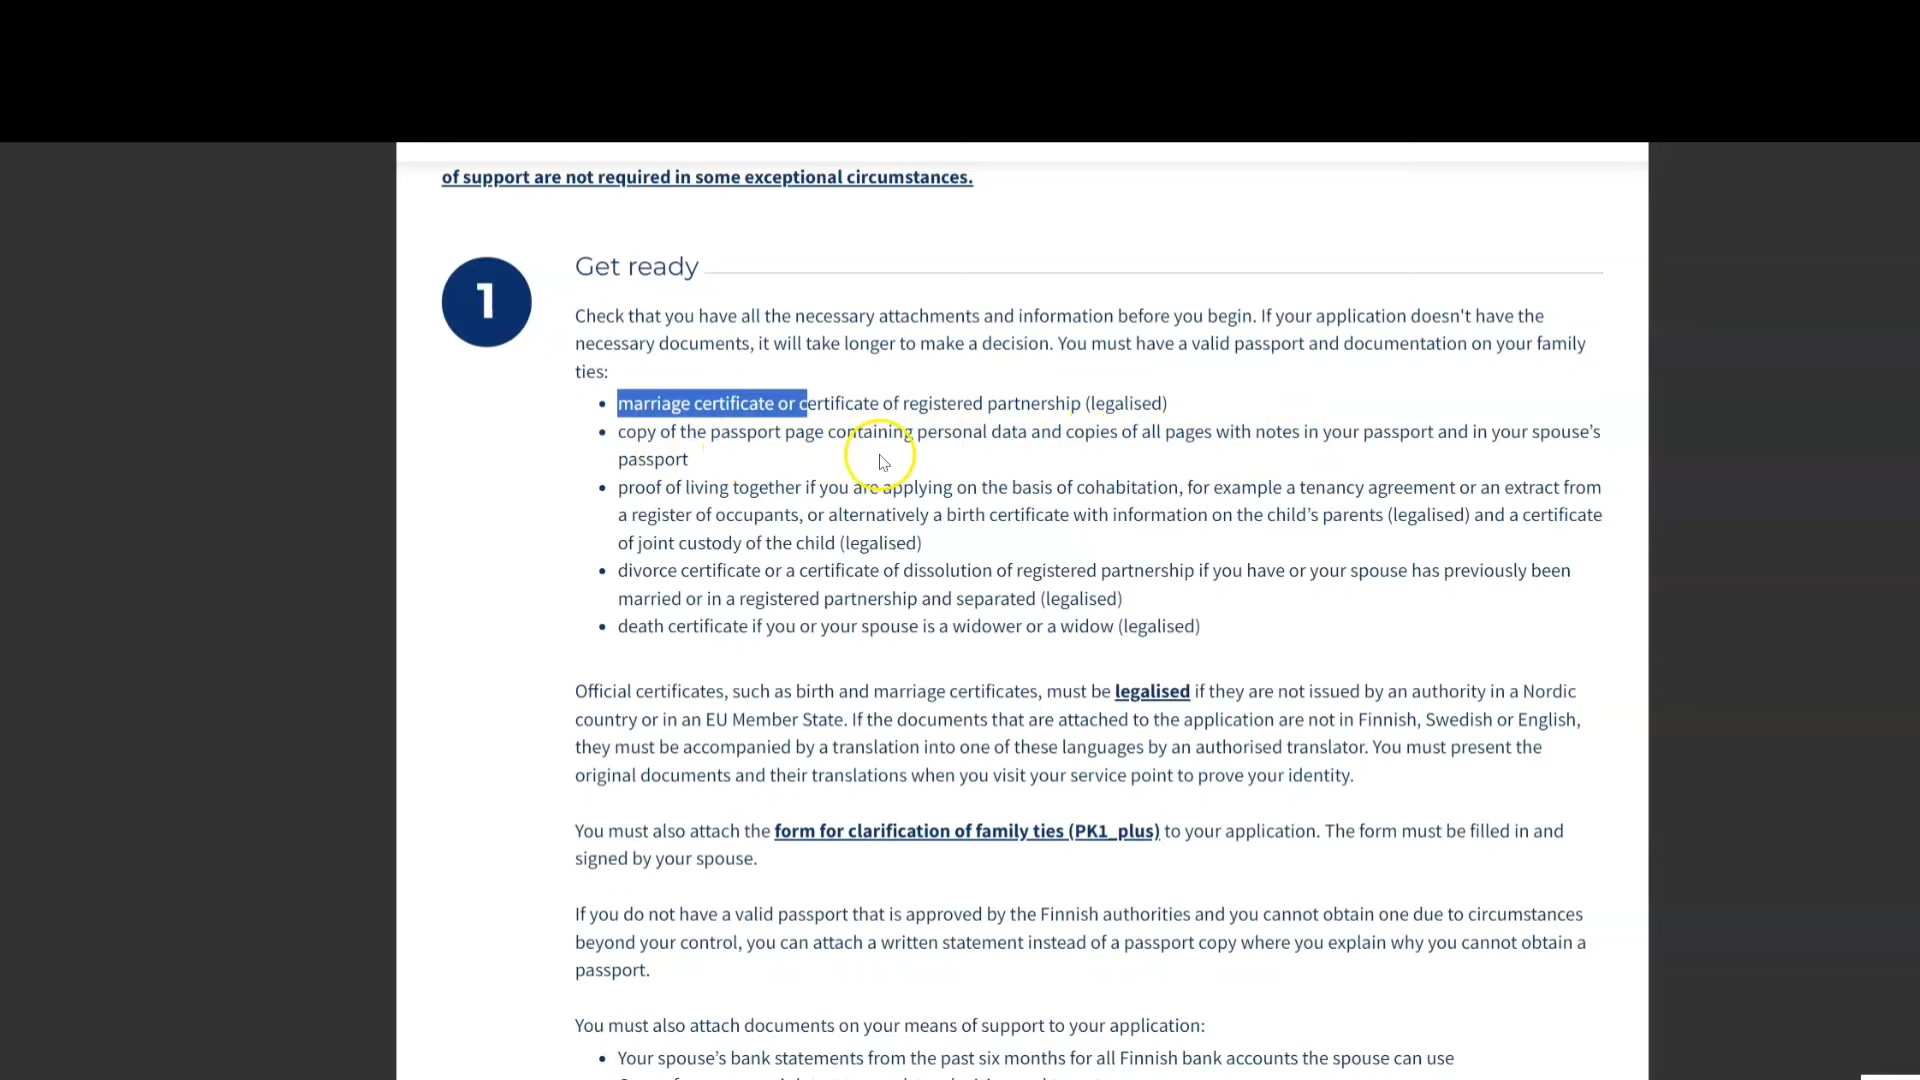 of support are not required in some exceptional circumstances.
1
Get ready
Check that you have all the necessary attachments and information before you begin. If your application doesn't have the
necessary documents, it will take longer to make a decision. You must have a valid passport and documentation on your family
ties:
• marriage certificate or certificate of registered partnership (legalised)
• copy of the passport page containing personal data and copies of all pages with notes in your passport and in your spouse’s
passport
• proof of living together if you are applying on the basis of cohabitation, for example a tenancy agreement or an extract from
a register of occupants, or alternatively a birth certificate with information on the child’s parents (legalised) and a certificate
of joint custody of the child (legalised)
• divorce certificate or a certificate of dissolution of registered partnership if you have or your spouse has previously been
married or in a registered partnership and separated (legalised)
• death certificate if you or your spouse is a widower or a widow (legalised)
Official certificates, such as birth and marriage certificates, must be legalised if they are not issued by an authority in a Nordic
country or in an EU Member State. If the documents that are attached to the application are not in Finnish, Swedish or English,
they must be accompanied by a translation into one of these languages by an authorised translator. You must present the
original documents and their translations when you visit your service point to prove your identity.
You must also attach the form for clarification of family ties (PK1_plus) to your application. The form must be filled in and
signed by your spouse.
If you do not have a valid passport that is approved by the Finnish authorities and you cannot obtain one due to circumstances
beyond your control, you can attach a written statement instead of a passport copy where you explain why you cannot obtain a
passport.
You must also attach documents on your means of support to your application:
• Your spouse’s bank statements from the past six months for all Finnish bank accounts the spouse can use